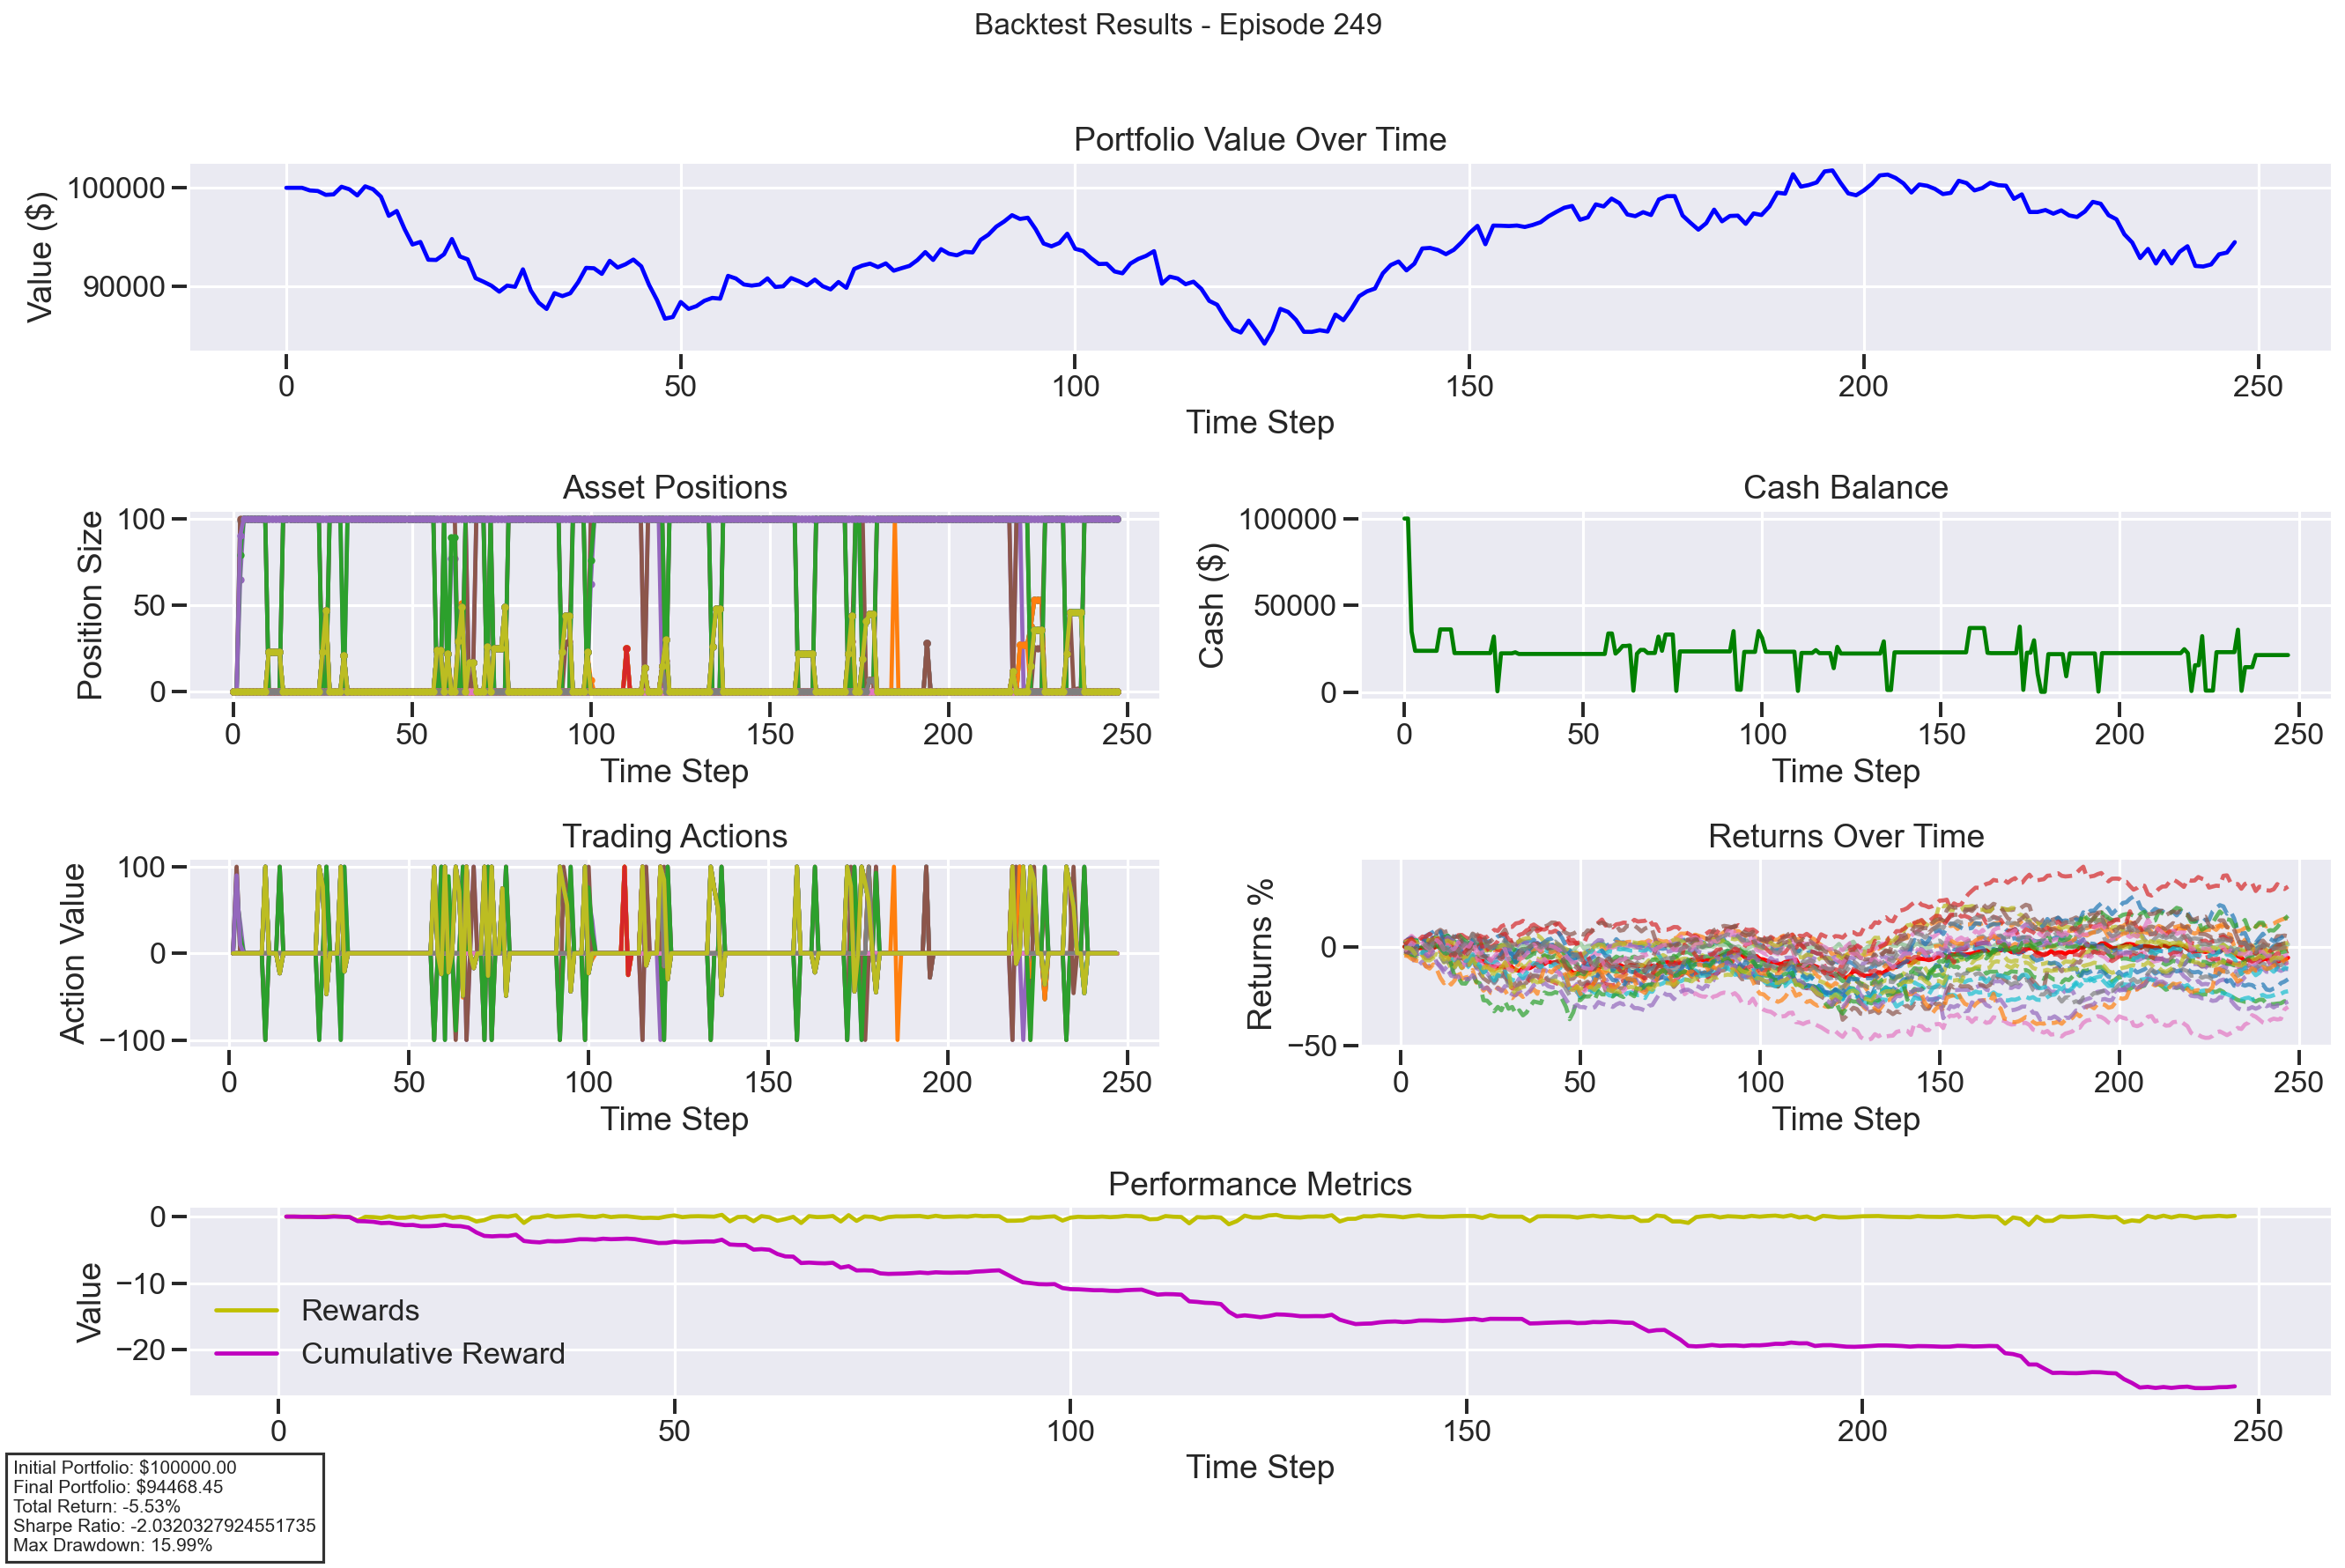 Backtest Results - Episode 249
Portfolio Value Over Time
Value ($)
100000
90000
0 50 100 150 200 250
Time Step
Asset Positions
Position Size
100
50
0
0 50 100 150 200 250
Time Step
Cash Balance
Cash ($)
100000
50000
0
0 50 100 150 200 250
Time Step
Trading Actions
Action Value
100
0
−100
0 50 100 150 200 250
Time Step
Returns Over Time
Returns %
0
−50
0 50 100 150 200 250
Time Step
Performance Metrics
Value
0
−10
−20
Rewards
Cumulative Reward
0 50 100 150 200 250
Time Step
Initial Portfolio: $100000.00
Final Portfolio: $94468.45
Total Return: -5.53%
Sharpe Ratio: -2.0320327924551735
Max Drawdown: 15.99%